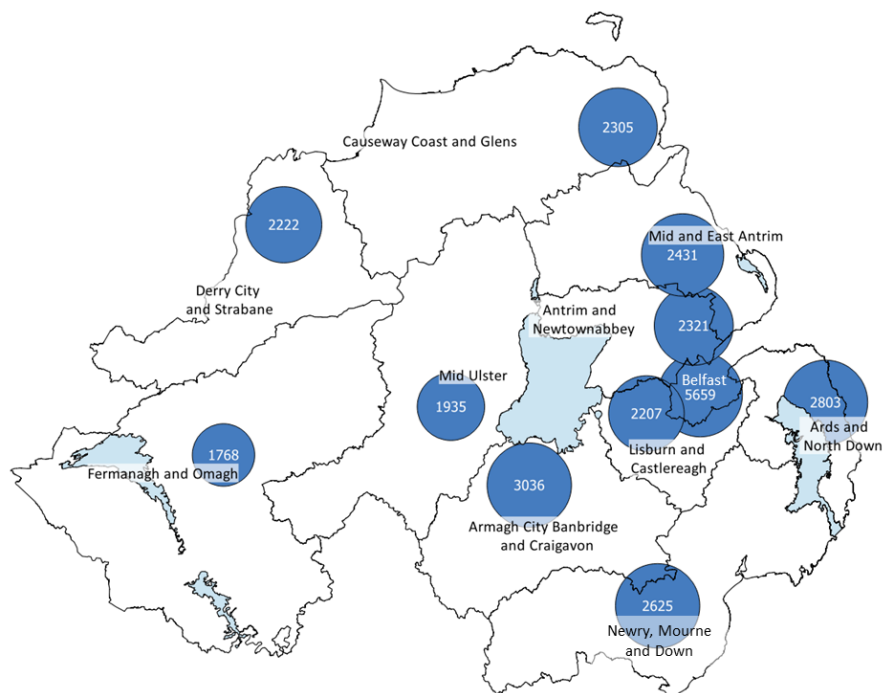 2305
Causeway Coast and Glens
2222
Mid and East Antrim
2431
Derry City
and Strabane
Antrim and
Newtownabbey
2321
Mid Ulster
1935
Belfast
5659
2207
2803
Ards and
North Down
Lisburn and
Castlereagh
1768
Fermanagh and Omagh
3036
Armagh City Banbridge
and Craigavon
2625
Newry, Mourne
and Down